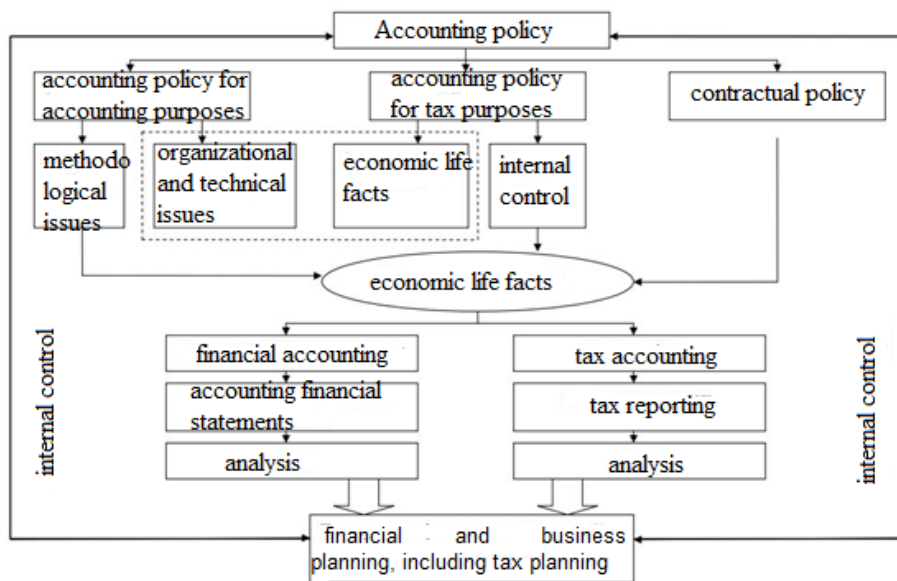 Accounting policy
accounting policy for
accounting purposes
accounting policy
for tax purposes
contractual policy
methodo
logical
issues
organizational
and technical
issues
economic life
facts
internal
control
economic life facts
financial accounting
tax accounting
accounting financial
statements
tax reporting
analysis
analysis
internal control
internal control
financial and business
planning, including tax planning